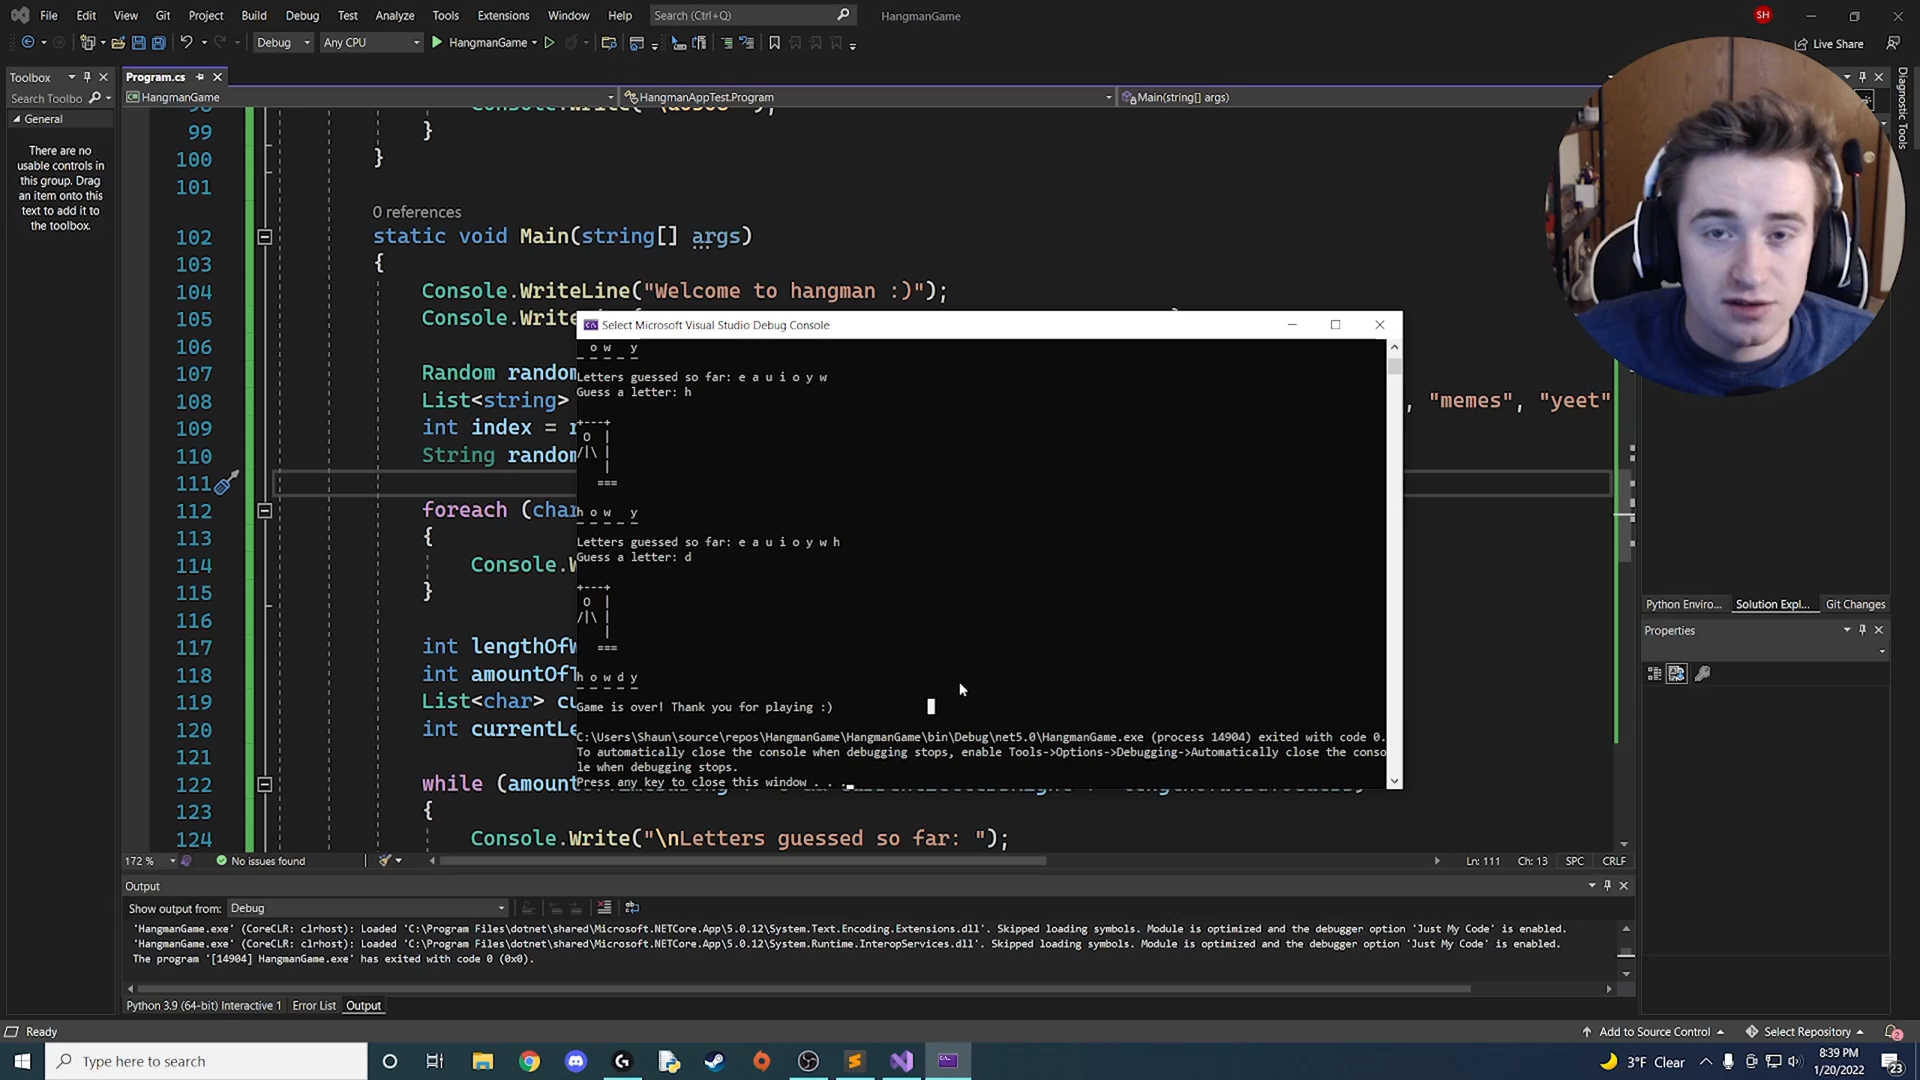 File Edit View Git Project Build Debug Test Analyze Tools Extensions Window Help Search (Ctrl+Q) HangmanGame SH
Debug Any CPU HangmanGame Live Share
Toolbox Program.cs
Search Toolbo HangmanGame HangmanAppTest.Program Main(string[] args)
Diagnostic Tools
General
There are no
usable controls in
this group. Drag
an item onto this
text to add it to
the toolbox.
99 }
100 }
101
0 references
102 static void Main(string[] args)
103 {
104 Console.WriteLine("Welcome to hangman :)");
105 Console.Write
106
107 Random random
108 List<string> , "memes", "yeet"
109 int index = r
110 String random
111
112 foreach (char
113 {
114 Console.W
115 }
116
117 int lengthOfW
118 int amountOfT
119 List<char> cu
120 int currentLe
121
122 while (amount
123 {
124 Console.Write("\nLetters guessed so far: ");
Select Microsoft Visual Studio Debug Console
o w y
_ _ _ _ _
Letters guessed so far: e a u i o y w
Guess a letter: h
+---+
O |
/|\ |
|
===
h o w y
_ _ _ _ _
Letters guessed so far: e a u i o y w h
Guess a letter: d
+---+
O |
/|\ |
|
===
h o w d y
_ _ _ _ _
Game is over! Thank you for playing :)
C:\Users\Shaun\source\repos\HangmanGame\HangmanGame\bin\Debug\net5.0\HangmanGame.exe (process 14904) exited with code 0.
To automatically close the console when debugging stops, enable Tools->Options->Debugging->Automatically close the conso
le when debugging stops.
Press any key to close this window . . .
Python Enviro... Solution Expl... Git Changes
Properties
172 % No issues found Ln: 111 Ch: 13 SPC CRLF
Output
Show output from: Debug
'HangmanGame.exe' (CoreCLR: clrhost): Loaded 'C:\Program Files\dotnet\shared\Microsoft.NETCore.App\5.0.12\System.Text.Encoding.Extensions.dll'. Skipped loading symbols. Module is optimized and the debugger option 'Just My Code' is enabled.
'HangmanGame.exe' (CoreCLR: clrhost): Loaded 'C:\Program Files\dotnet\shared\Microsoft.NETCore.App\5.0.12\System.Runtime.InteropServices.dll'. Skipped loading symbols. Module is optimized and the debugger option 'Just My Code' is enabled.
The program '[14904] HangmanGame.exe' has exited with code 0 (0x0).
Python 3.9 (64-bit) Interactive 1 Error List Output
Ready Add to Source Control Select Repository 2
Type here to search 3°F Clear 8:39 PM
1/20/2022 23